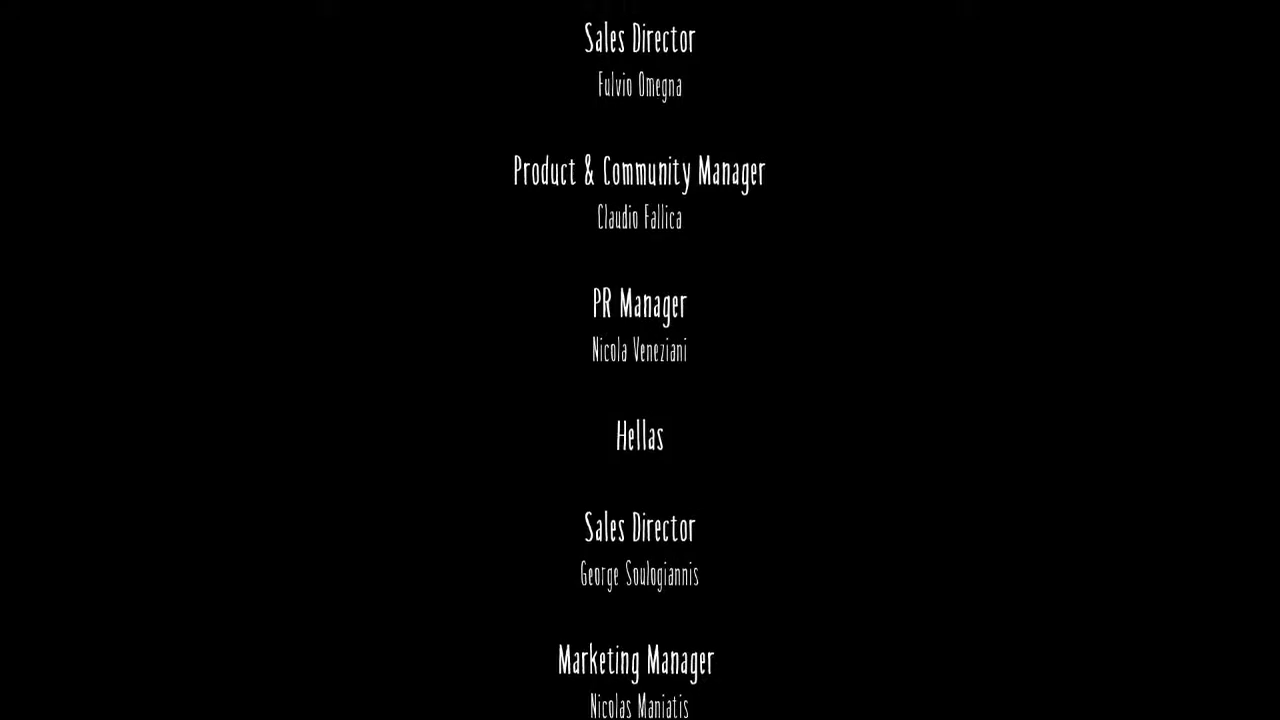 Sales Director
Fulvio Omegna
Product & Community Manager
Claudio Fallica
PR Manager
Nicola Veneziani
Hellas
Sales Director
George Soulogiannis
Marketing Manager
Nicolas Maniatis